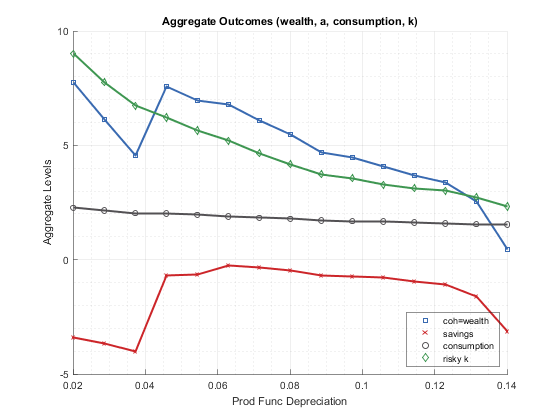 Aggregate Outcomes (wealth, a, consumption, k)
10
5
0
-5
Aggregate Levels
0.02
0.04
0.06
0.08
0.1
0.12
0.14
Prod Func Depreciation
coh=wealth
savings
consumption
risky k